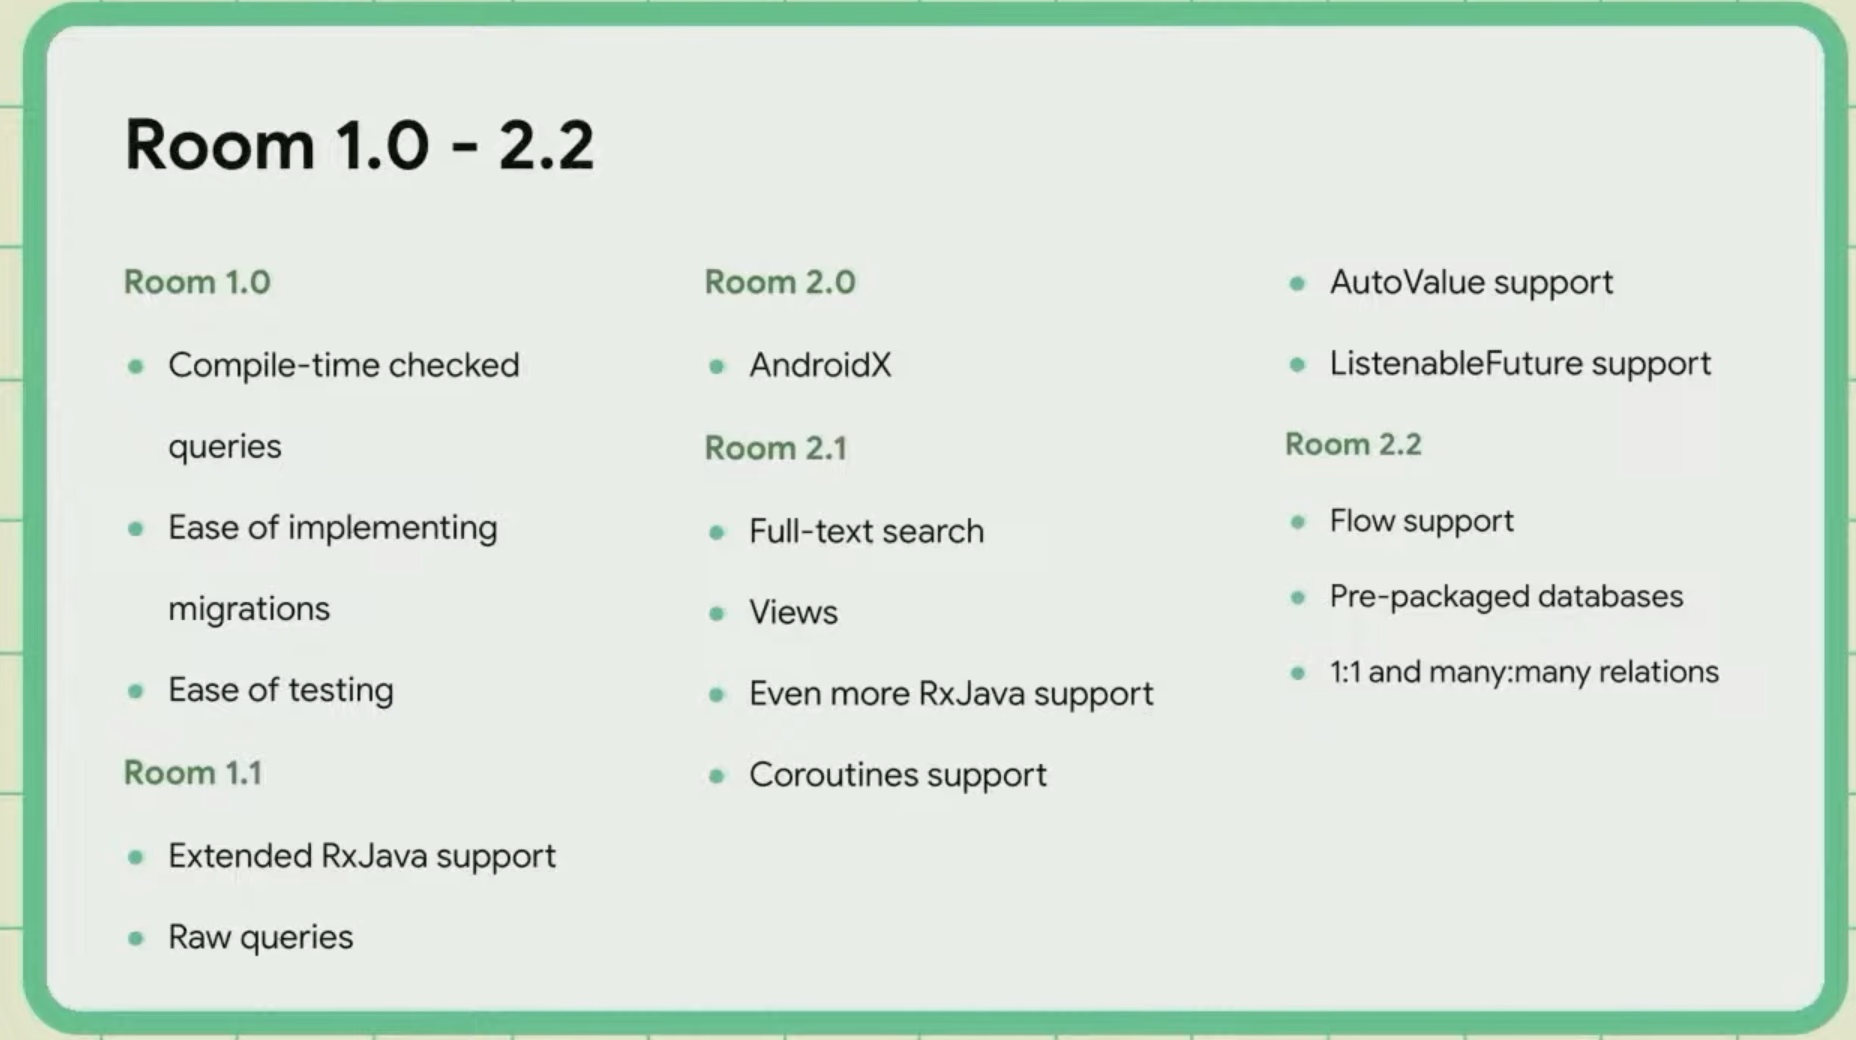 Room 1.0 - 2.2
Room 1.0
Compile-time checked
queries
Ease of implementing
migrations
Ease of testing
Room 1.1
Extended RxJava support
Raw queries
Room 2.0
AndroidX
Room 2.1
Full-text search
Views
Even more RxJava support
Coroutines support
AutoValue support
ListenableFuture support
Room 2.2
Flow support
Pre-packaged databases
1:1 and many:many relations